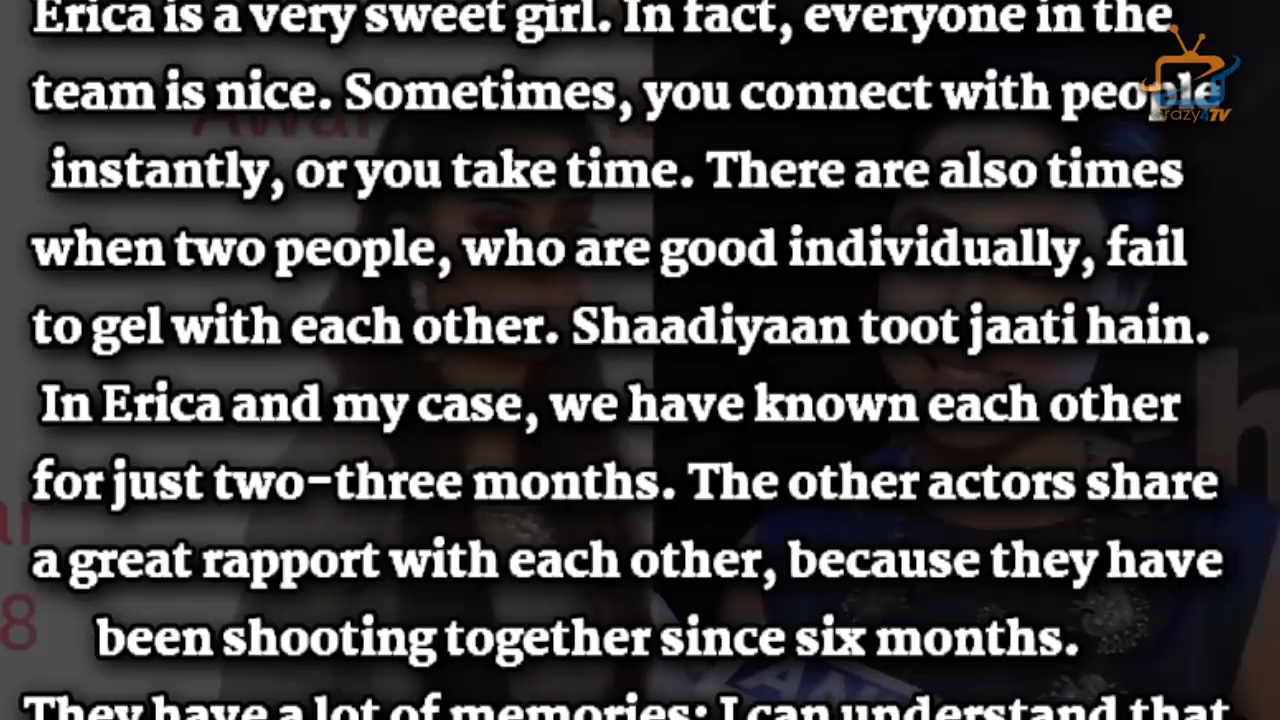 Erica is a very sweet girl. In fact, everyone in the
team is nice. Sometimes, you connect with people
instantly, or you take time. There are also times
when two people, who are good individually, fail
to gel with each other. Shaadiyaan toot jaati hain.
In Erica and my case, we have known each other
for just two-three months. The other actors share
a great rapport with each other, because they have
been shooting together since six months.
They have a lot of memories; I can understand that
crazy4TV
Awar
8